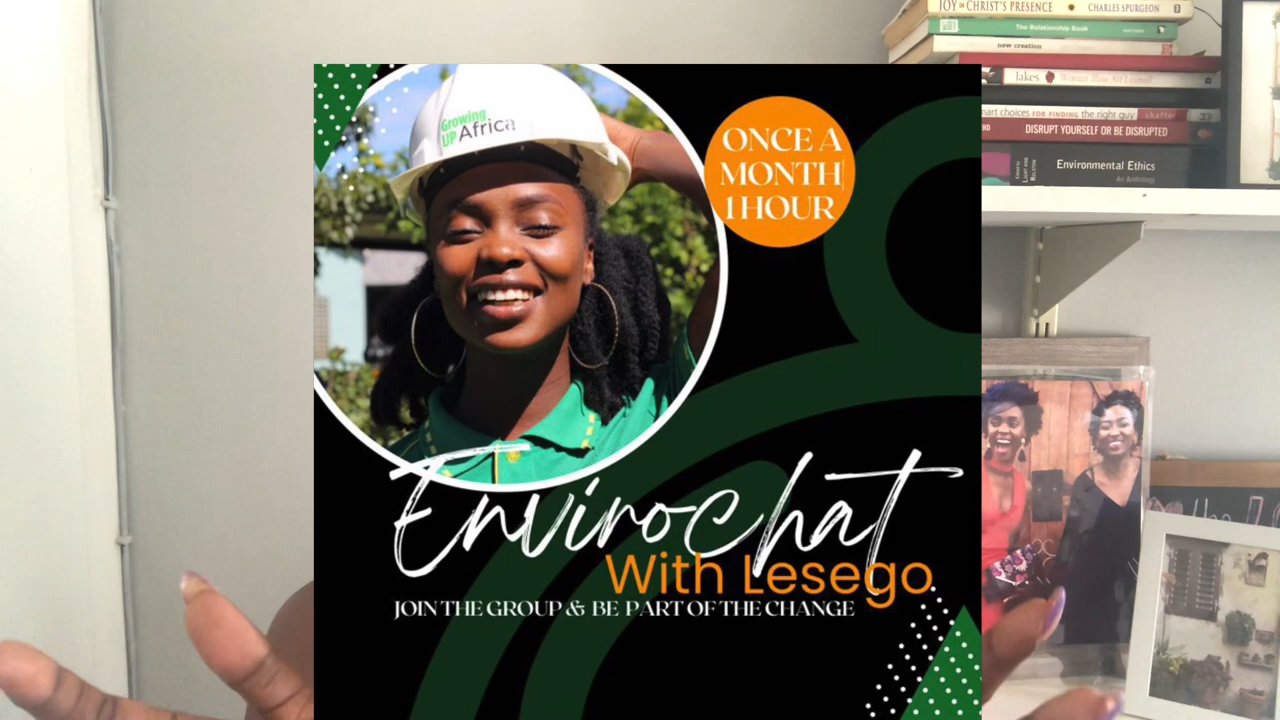 JOY IN CHRIST'S PRESENCE CHARLES SPURGEON
The Relationship Book
new creation
Jakes
smart choices FOR FINDING the right guy
DISRUPT YOURSELF OR BE DISRUPTED
Environmental Ethics
An Anthology
Growing
UP Africa
ONCE A
MONTH
1 HOUR
EnviroChat
With Lesego
JOIN THE GROUP & BE PART OF THE CHANGE